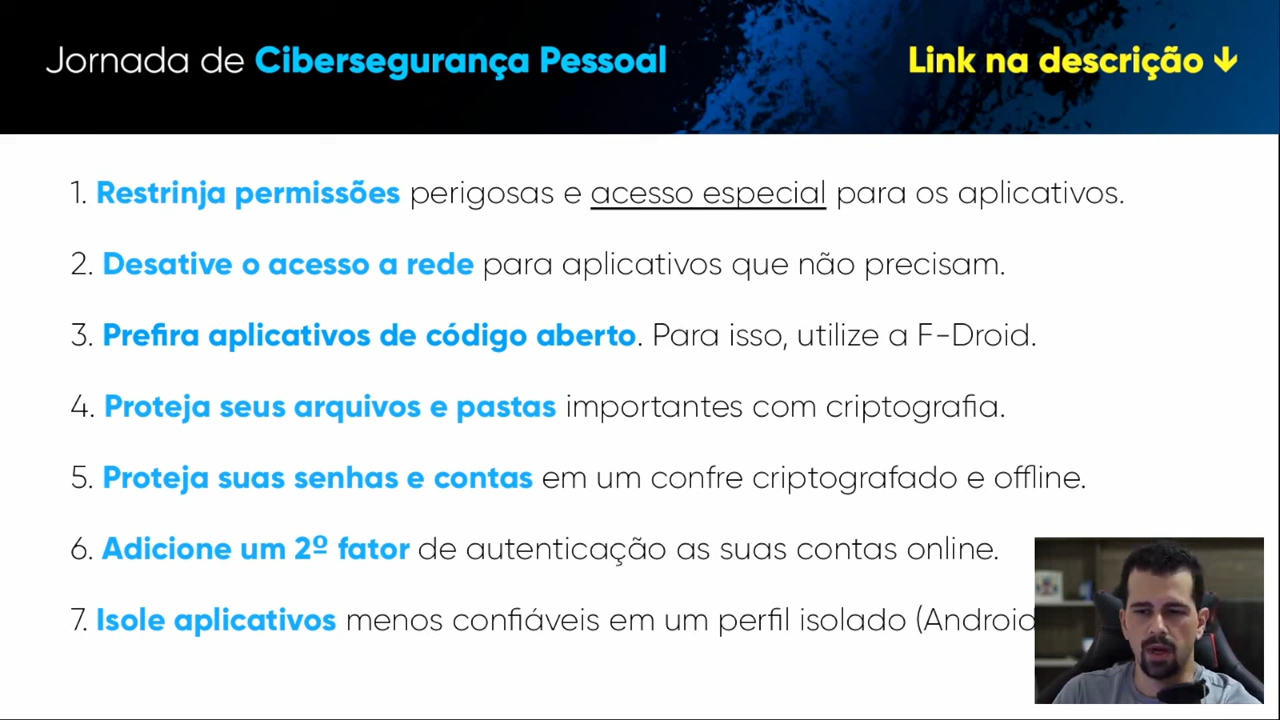 Jornada de Cibersegurança Pessoal
Link na descrição ↓
1. Restrinja permissões perigosas e acesso especial para os aplicativos.
2. Desative o acesso a rede para aplicativos que não precisam.
3. Prefira aplicativos de código aberto. Para isso, utilize a F-Droid.
4. Proteja seus arquivos e pastas importantes com criptografia.
5. Proteja suas senhas e contas em um confre criptografado e offline.
6. Adicione um 2º fator de autenticação as suas contas online.
7. Isole aplicativos menos confiáveis em um perfil isolado (Android